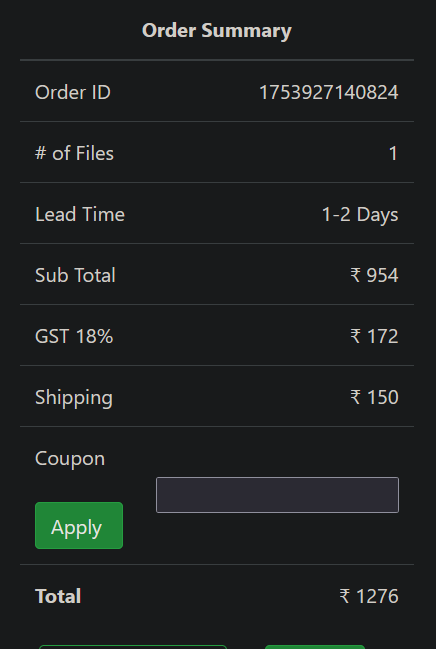 Order Summary
Order ID 1753927140824
# of Files 1
Lead Time 1-2 Days
Sub Total ₹ 954
GST 18% ₹ 172
Shipping ₹ 150
Coupon
Apply
Total ₹ 1276